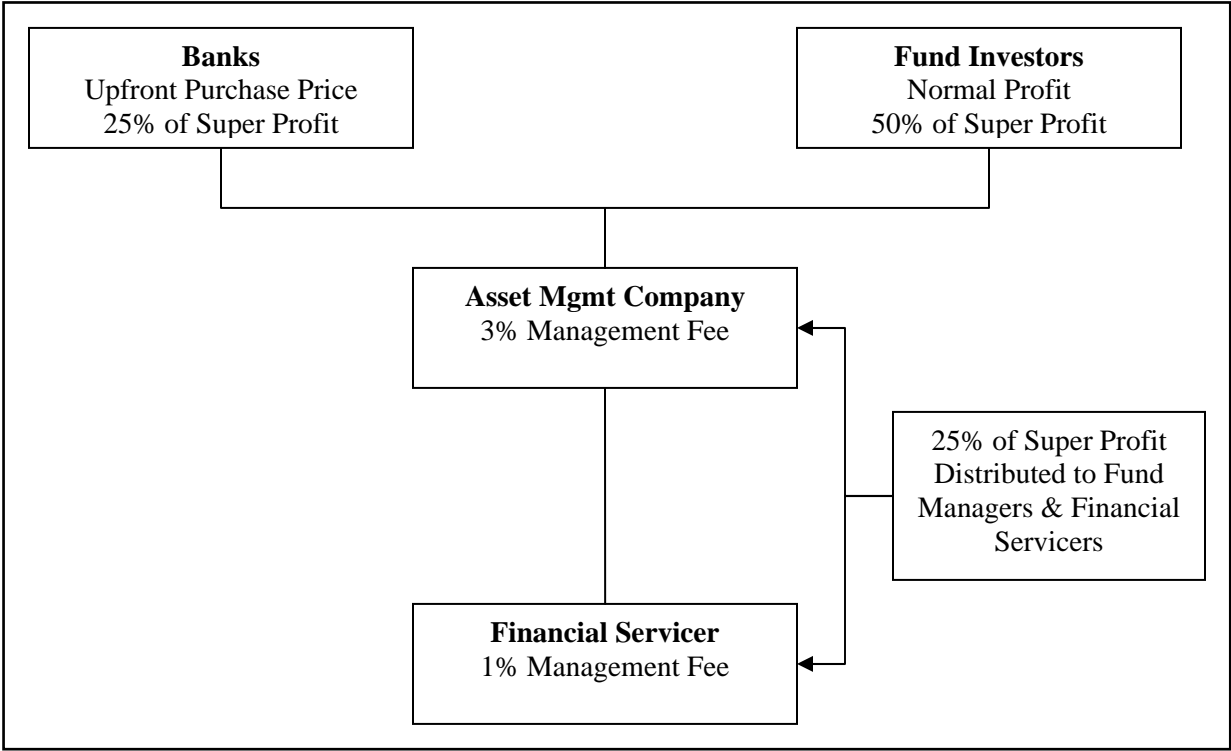 Banks
Upfront Purchase Price
25% of Super Profit
Fund Investors
Normal Profit
50% of Super Profit
Asset Mgmt Company
3% Management Fee
25% of Super Profit
Distributed to Fund
Managers & Financial
Servicers
Financial Servicer
1% Management Fee